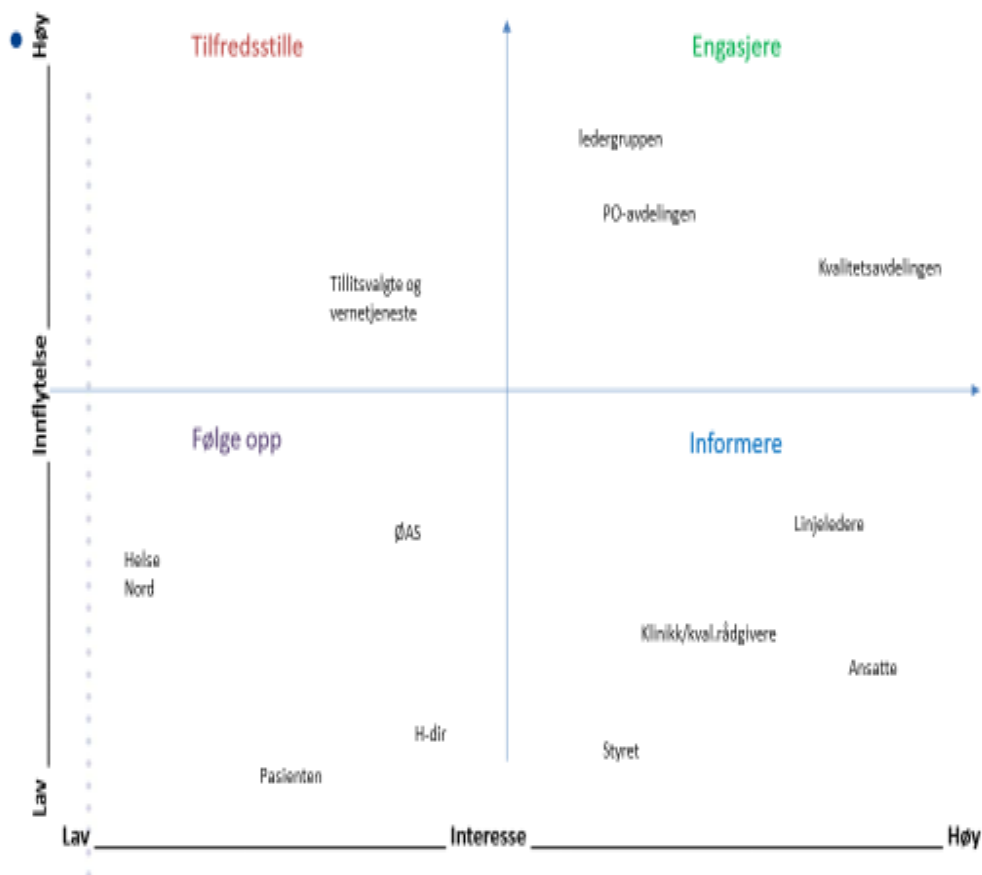 Høy
Tilfredsstille
Engasjere
ledergruppen
PO-avdelingen
Kvalitetsavdelingen
Tillitsvalgte og
vernetjeneste
Innflytelse
Følge opp
Informere
Linjeledere
ØAS
Helse
Nord
Klinikk/kval.rådgivere
Ansatte
H-dir
Styret
Pasienten
Lav
Lav
Interesse
Høy